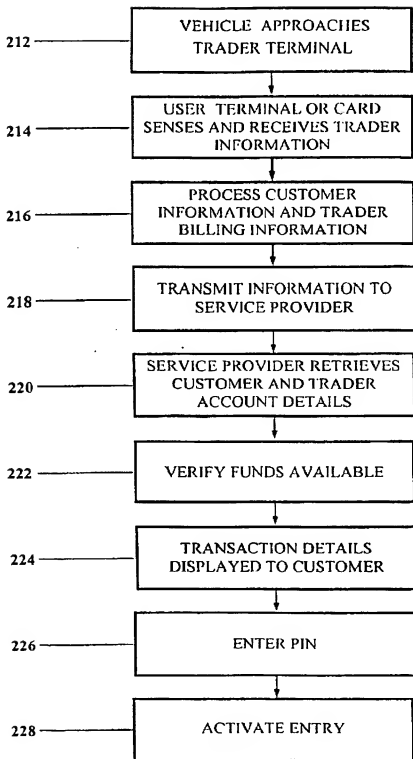 212
VEHICLE APPROACHES
TRADER TERMINAL
214
USER TERMINAL OR CARD
SENSES AND RECEIVES TRADER
INFORMATION
216
PROCESS CUSTOMER
INFORMATION AND TRADER
BILLING INFORMATION
218
TRANSMIT INFORMATION TO
SERVICE PROVIDER
220
SERVICE PROVIDER RETRIEVES
CUSTOMER AND TRADER
ACCOUNT DETAILS
222
VERIFY FUNDS AVAILABLE
224
TRANSACTION DETAILS
DISPLAYED TO CUSTOMER
226
ENTER PIN
228
ACTIVATE ENTRY